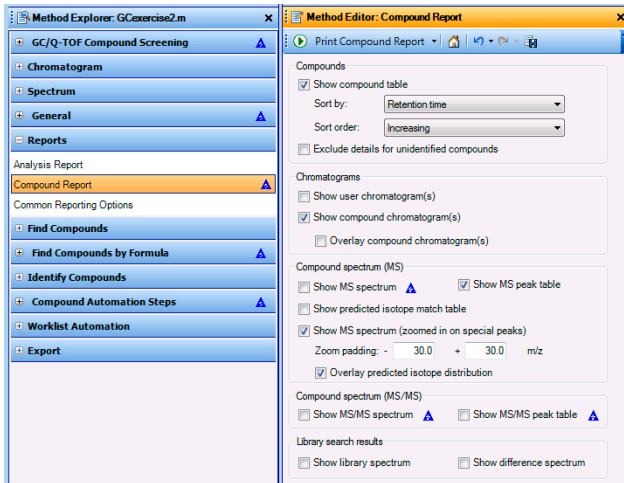 Method Explorer: GCexercise2.m
GC/Q-TOF Compound Screening
Chromatogram
Spectrum
General
Reports
Analysis Report
Compound Report
Common Reporting Options
Find Compounds
Find Compounds by Formula
Identify Compounds
Compound Automation Steps
Worklist Automation
Export
Method Editor: Compound Report
Print Compound Report
Compounds
Show compound table
Sort by: Retention time
Sort order: Increasing
Exclude details for unidentified compounds
Chromatograms
Show user chromatogram(s)
Show compound chromatogram(s)
Overlay compound chromatogram(s)
Compound spectrum (MS)
Show MS spectrum Show MS peak table
Show predicted isotope match table
Show MS spectrum (zoomed in on special peaks)
Zoom padding: - 30.0 + 30.0 m/z
Overlay predicted isotope distribution
Compound spectrum (MS/MS)
Show MS/MS spectrum Show MS/MS peak table
Library search results
Show library spectrum Show difference spectrum